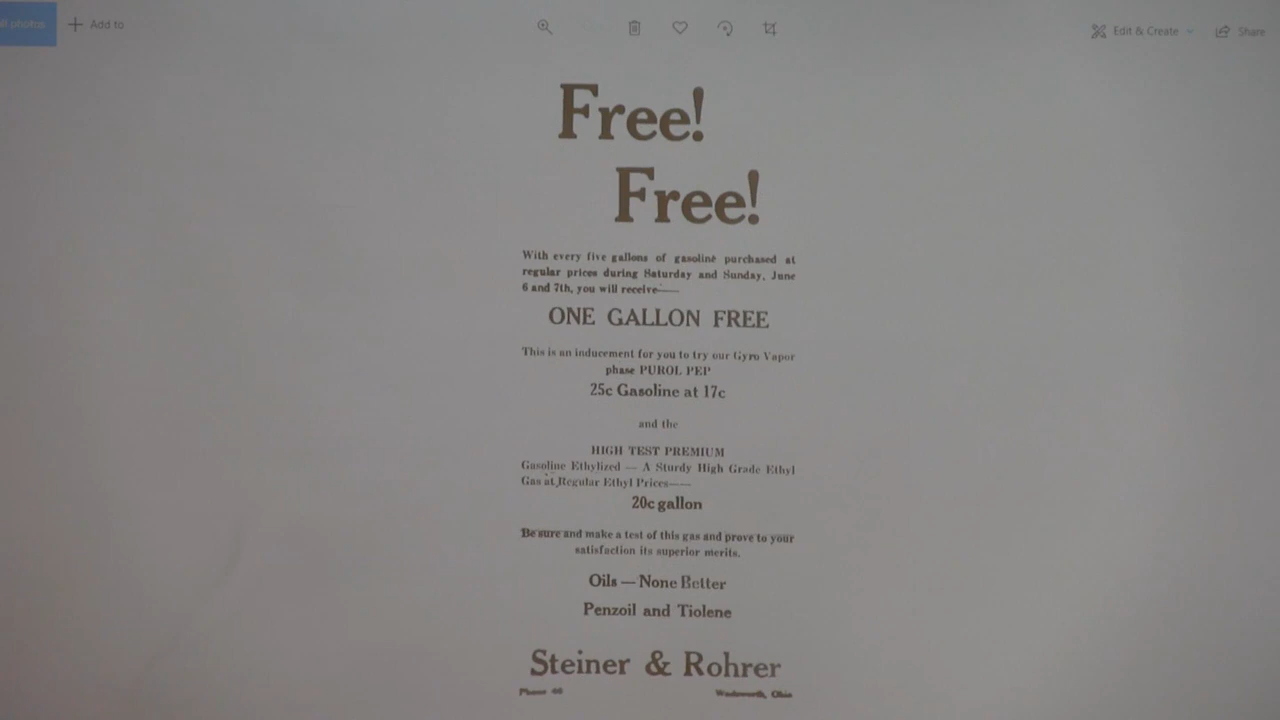 photos
Add to
Edit & Create
Share
Free!
Free!
With every five gallons of gasoline purchased at
regular prices during Saturday and Sunday, June
6 and 7th, you will receive——
ONE GALLON FREE
This is an inducement for you to try our Gyro Vapor
phase PUROL PEP
25c Gasoline at 17c
and the
HIGH TEST PREMIUM
Gasoline Ethylized — A Sturdy High Grade Ethyl
Gas at Regular Ethyl Prices——
20c gallon
Be sure and make a test of this gas and prove to your
satisfaction its superior merits.
Oils — None Better
Penzoil and Tiolene
Steiner & Rohrer
Phone Wadsworth, Ohio